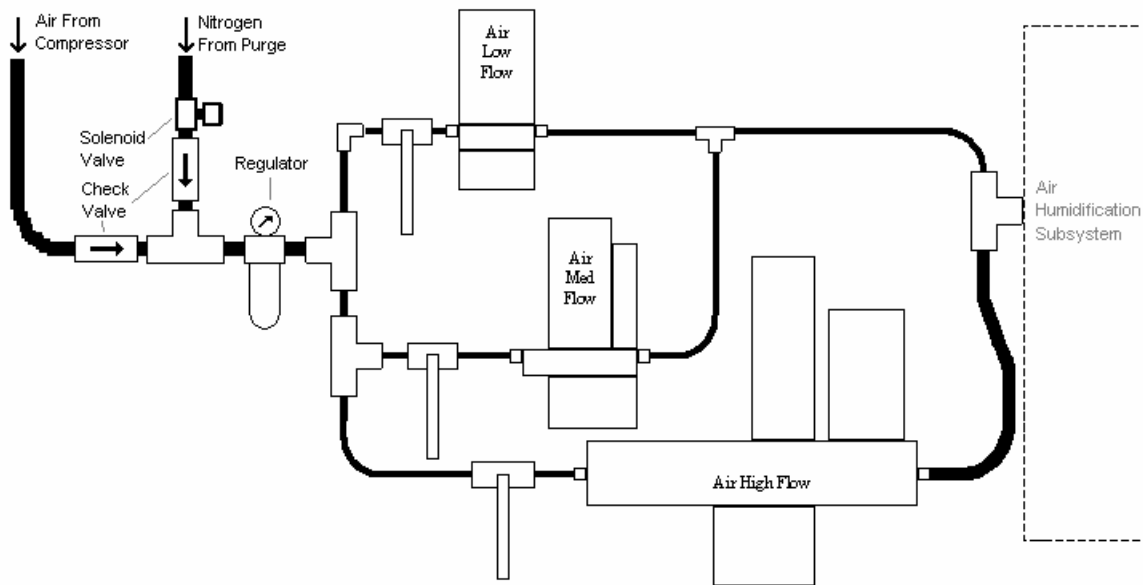 Air From
Compressor
Nitrogen
From Purge
Solenoid
Valve
Check
Valve
Regulator
Air
Low
Flow
Air
Med
Flow
Air High Flow
Air
Humidification
Subsystem